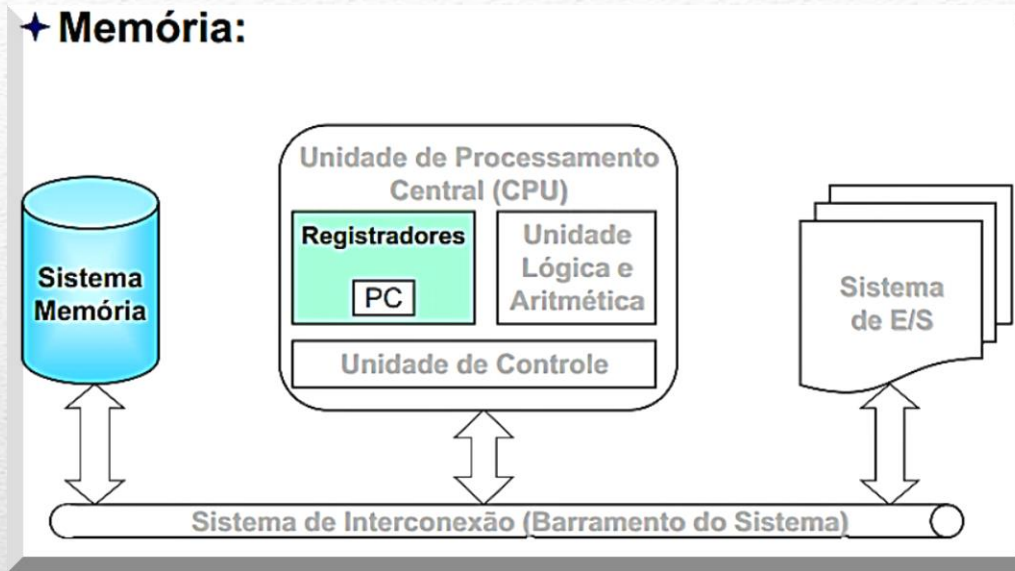 Memória:
Unidade de Processamento
Central (CPU)
Registradores
PC
Unidade
Lógica e
Aritmética
Unidade de Controle
Sistema
Memória
Sistema
de E/S
Sistema de Interconexão (Barramento do Sistema)